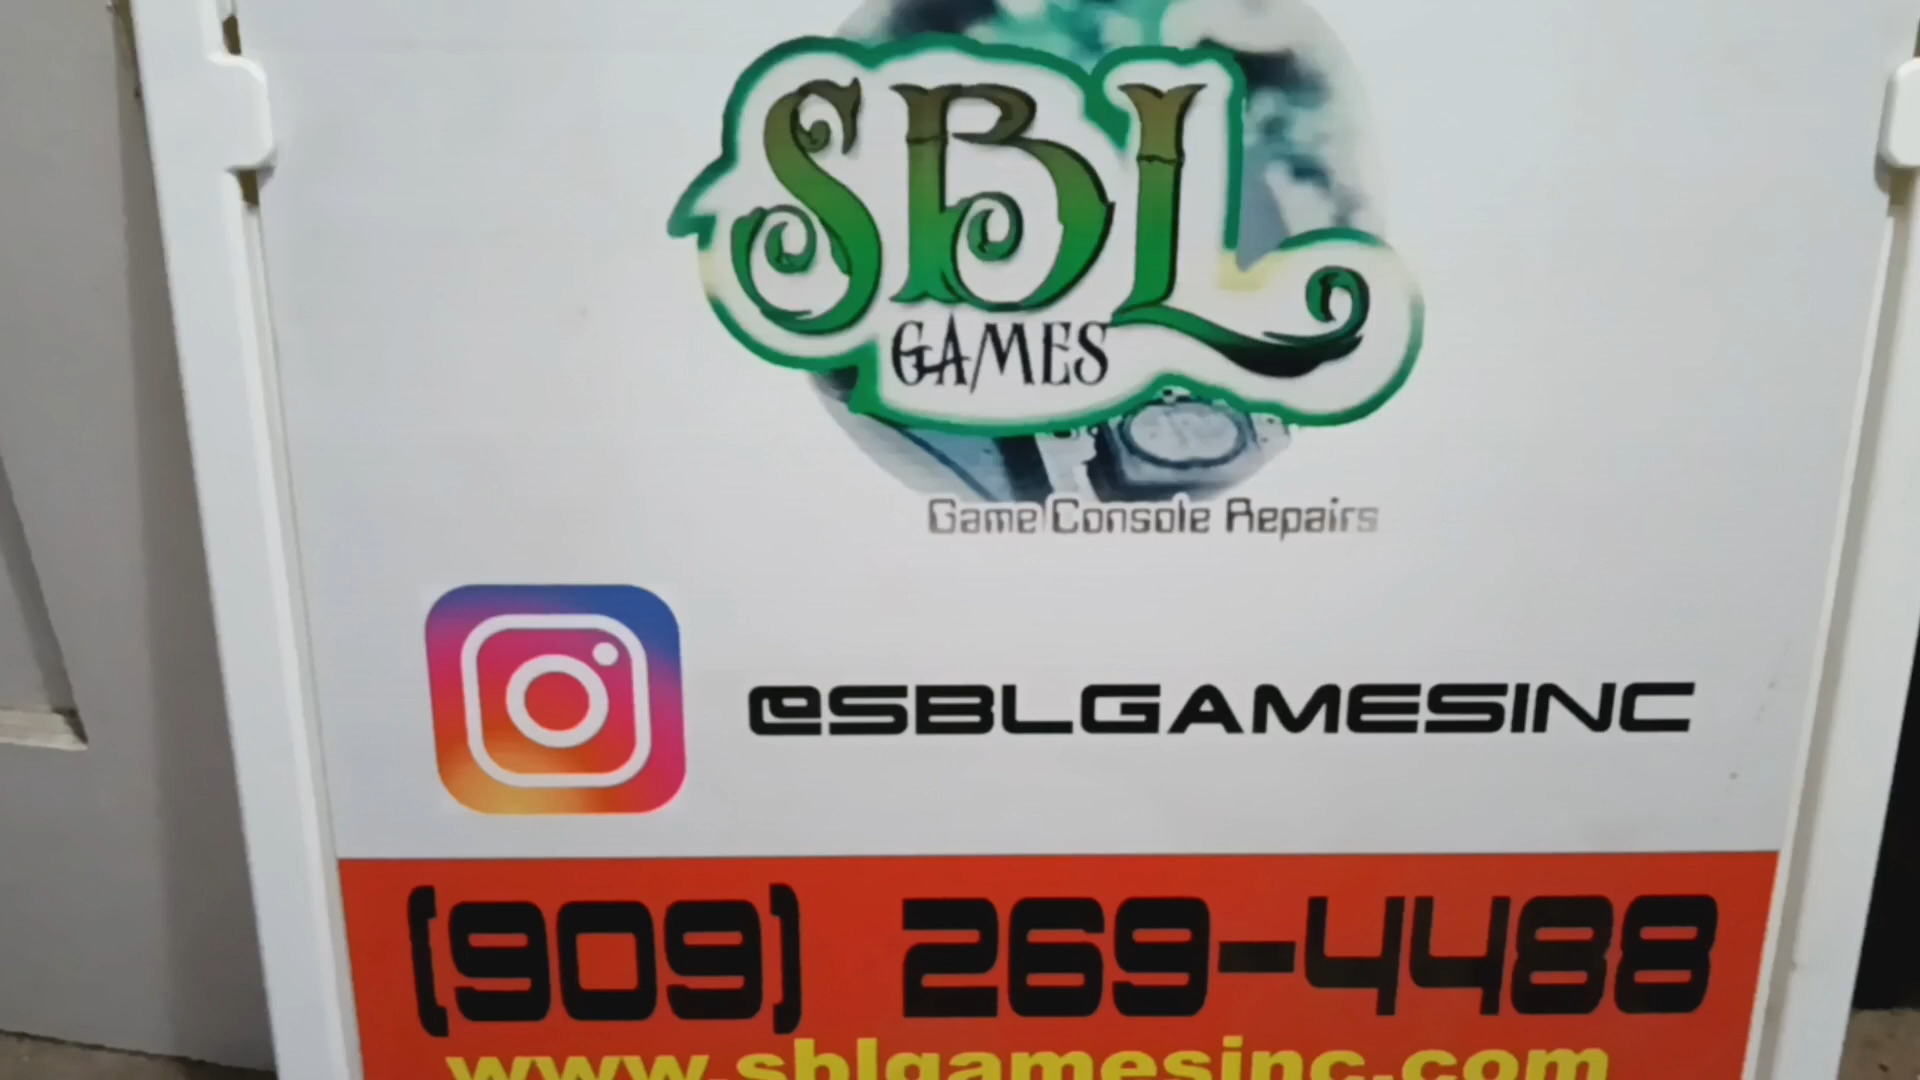 SBL
GAMES
Game Console Repairs
@SBLGAMESINC
(909) 269-4488
www.sblgamesinc.com